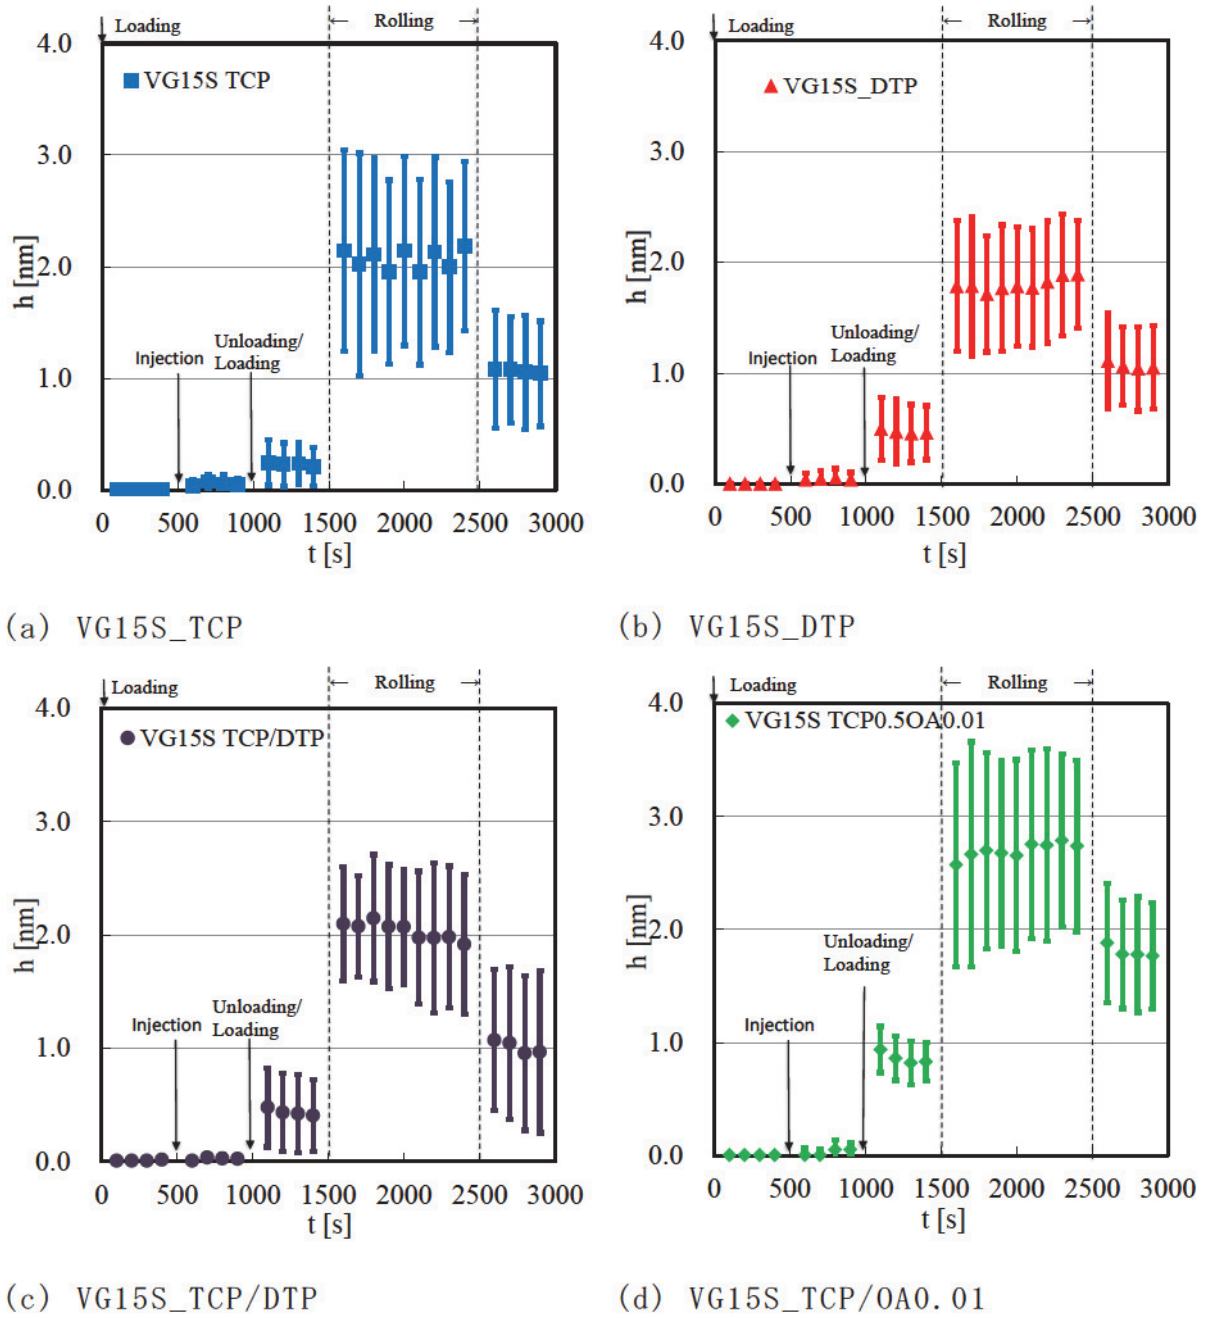 Loading
← Rolling →
4.0
VG15S TCP
3.0
2.0
h [nm]
Unloading/
Injection Loading
1.0
0.0
0 500 1000 1500 2000 2500 3000
t [s]
(a) VG15S_TCP
Loading
← Rolling →
4.0
VG15S_DTP
3.0
2.0
h [nm]
Unloading/
Injection Loading
1.0
0.0
0 500 1000 1500 2000 2500 3000
t [s]
(b) VG15S_DTP
Loading
← Rolling →
4.0
VG15S TCP/DTP
3.0
2.0
h [nm]
Unloading/
Injection Loading
1.0
0.0
0 500 1000 1500 2000 2500 3000
t [s]
(c) VG15S_TCP/DTP
Loading
← Rolling →
4.0
VG15S TCP0.5OA0.01
3.0
2.0
h [nm]
Unloading/
Loading
Injection
1.0
0.0
0 500 1000 1500 2000 2500 3000
t [s]
(d) VG15S_TCP/OA0.01